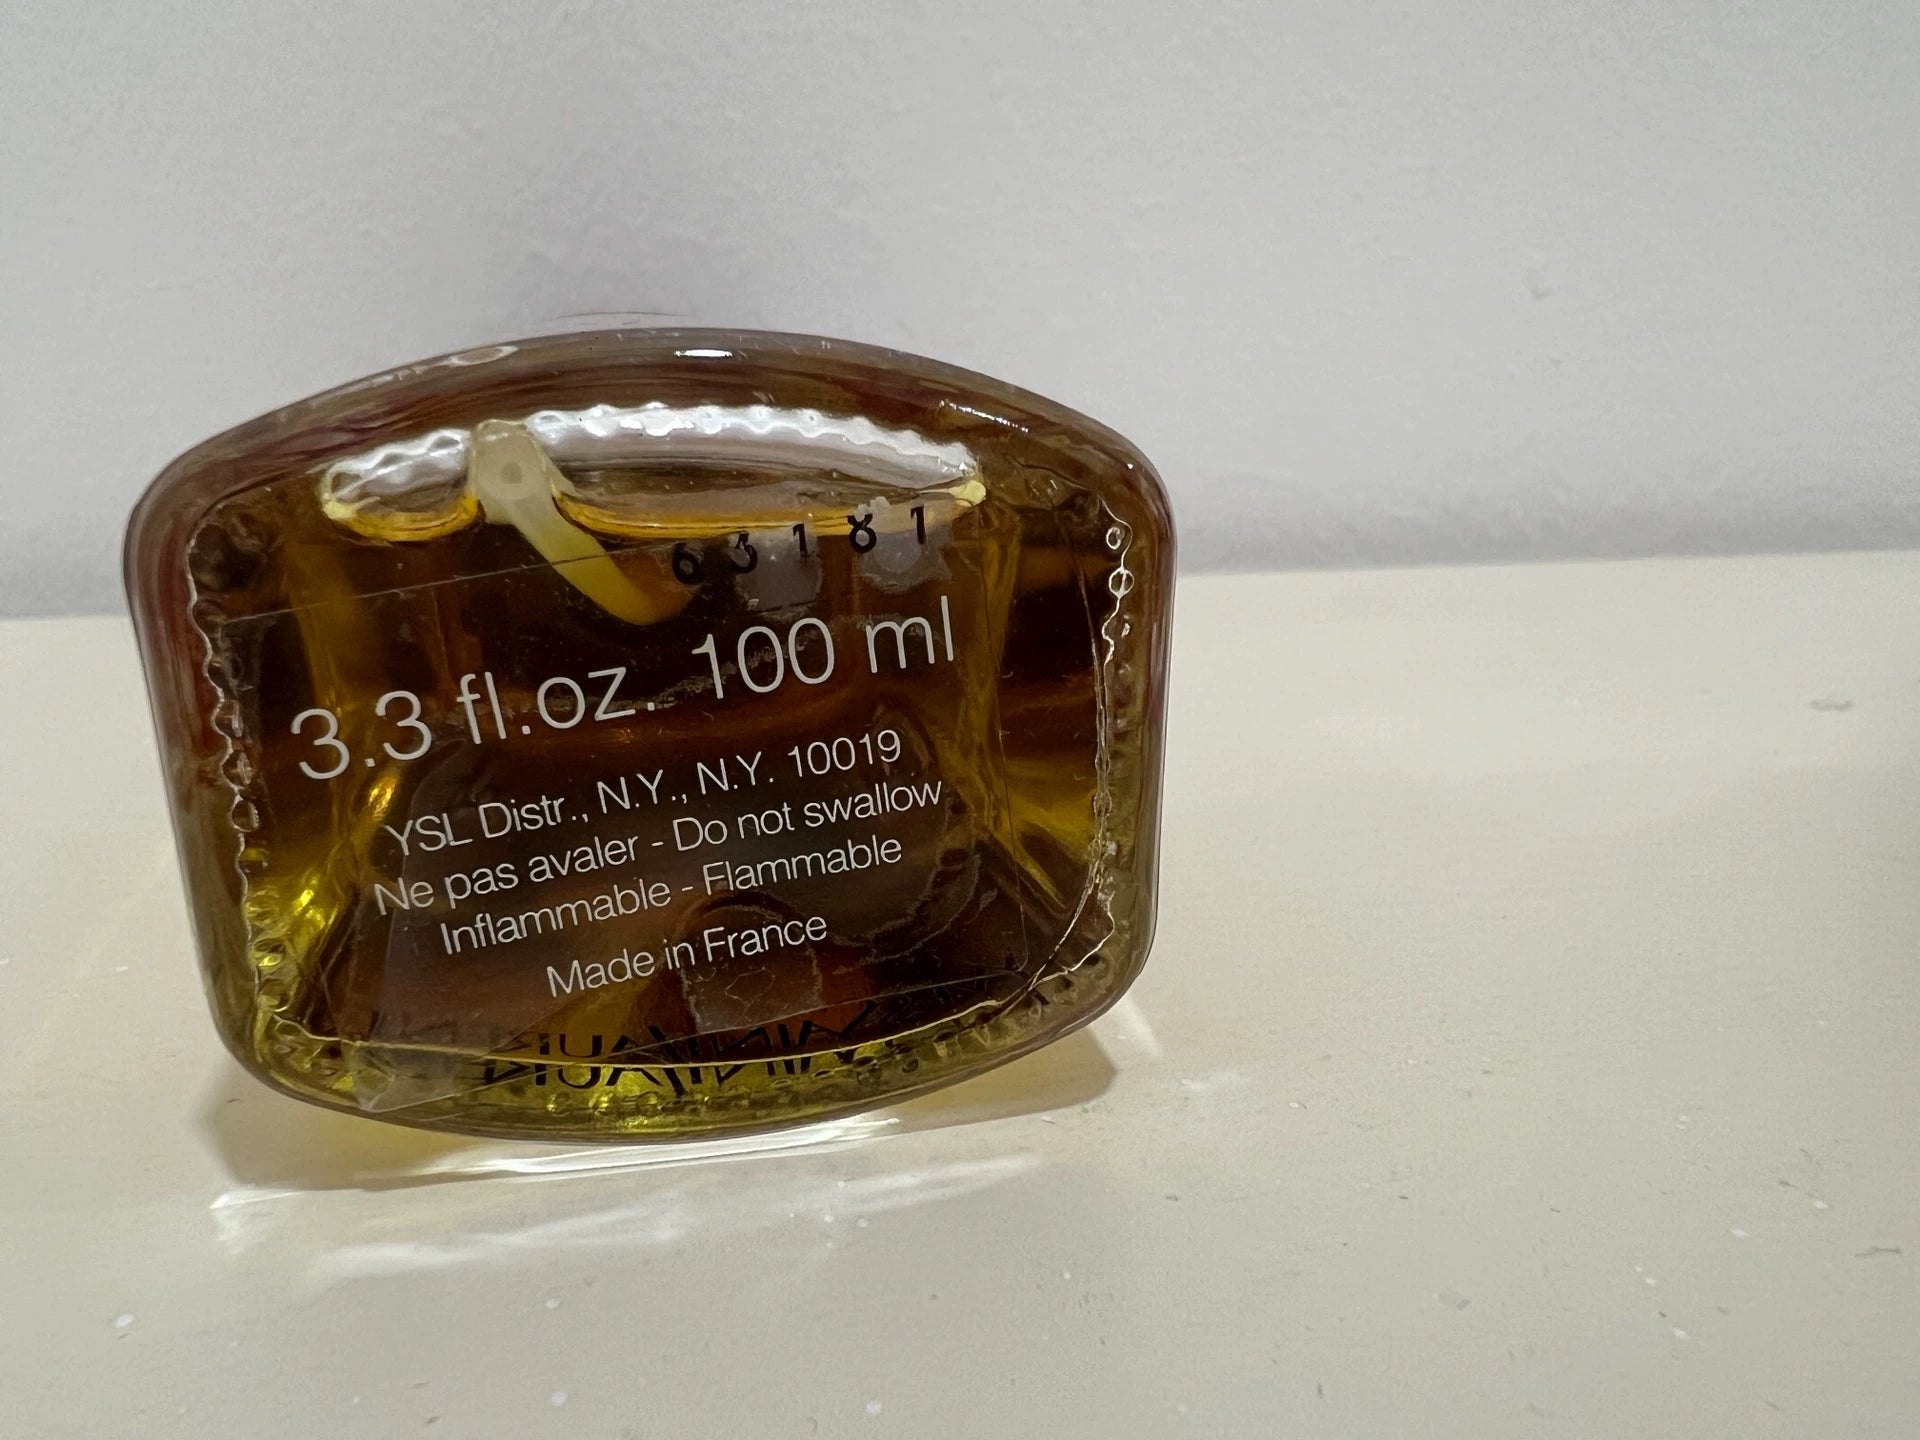 63181
3.3 fl.oz. 100 ml
YSL Distr., N.Y., N.Y. 10019
Ne pas avaler - Do not swallow
Inflammable - Flammable
Made in France